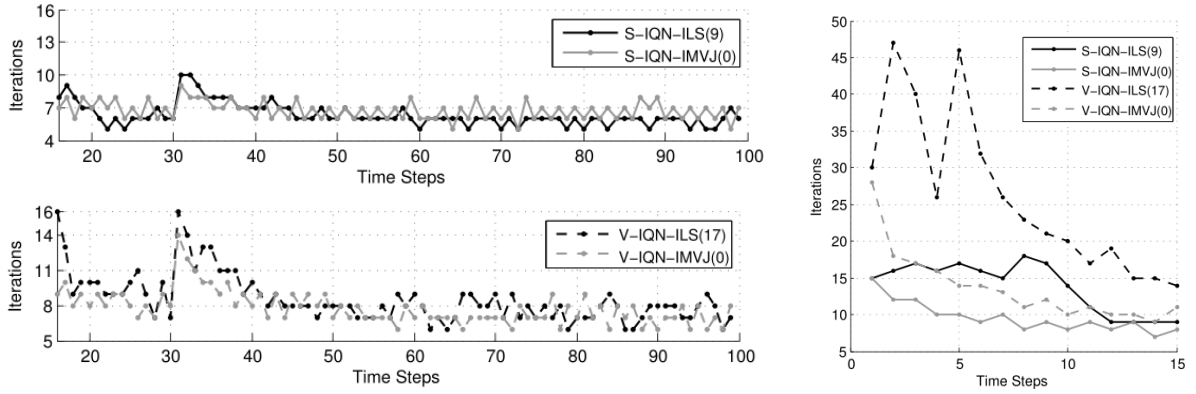 16
13
10
7
4
Iterations
S-IQN-ILS(9)
S-IQN-IMVJ(0)
20 30 40 50 60 70 80 90 100
Time Steps
16
14
11
8
5
Iterations
V-IQN-ILS(17)
V-IQN-IMVJ(0)
20 30 40 50 60 70 80 90 100
Time Steps
50
45
40
35
30
25
20
15
10
5
Iterations
S-IQN-ILS(9)
S-IQN-IMVJ(0)
V-IQN-ILS(17)
V-IQN-IMVJ(0)
0 5 10 15
Time Steps